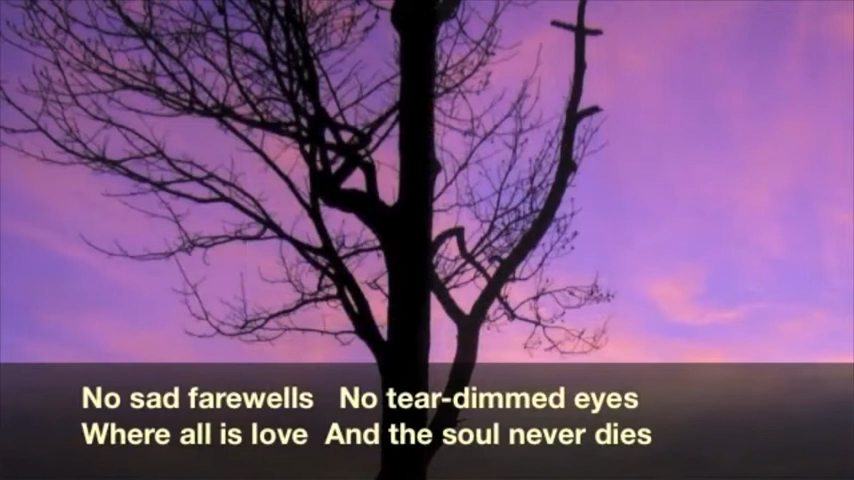 No sad farewells   No tear-dimmed eyes
Where all is love  And the soul never dies